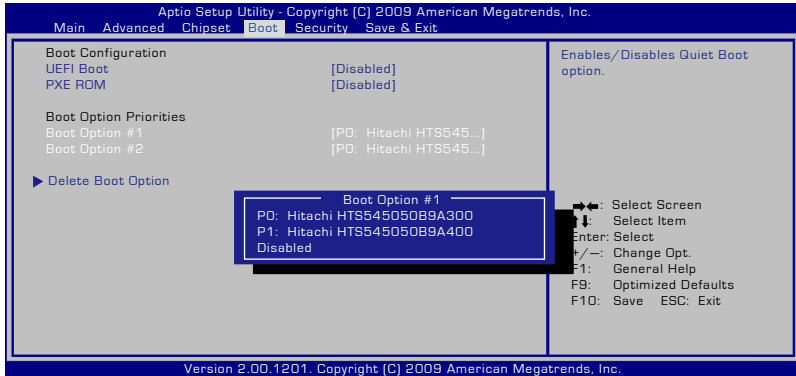 Aptio Setup Utility - Copyright (C) 2009 American Megatrends, Inc.
Main Advanced Chipset Boot Security Save & Exit
Boot Configuration
UEFI Boot [Disabled]
PXE ROM [Disabled]
Boot Option Priorities
Boot Option #1 [P0: Hitachi HTS545...]
Boot Option #2 [P0: Hitachi HTS545...]
Delete Boot Option
Boot Option #1
P0: Hitachi HTS545050B9A300
P1: Hitachi HTS545050B9A400
Disabled
Enables/Disables Quiet Boot
option.
: Select Screen
: Select Item
Enter: Select
+/—: Change Opt.
F1: General Help
F9: Optimized Defaults
F10: Save ESC: Exit
Version 2.00.1201. Copyright (C) 2009 American Megatrends, Inc.